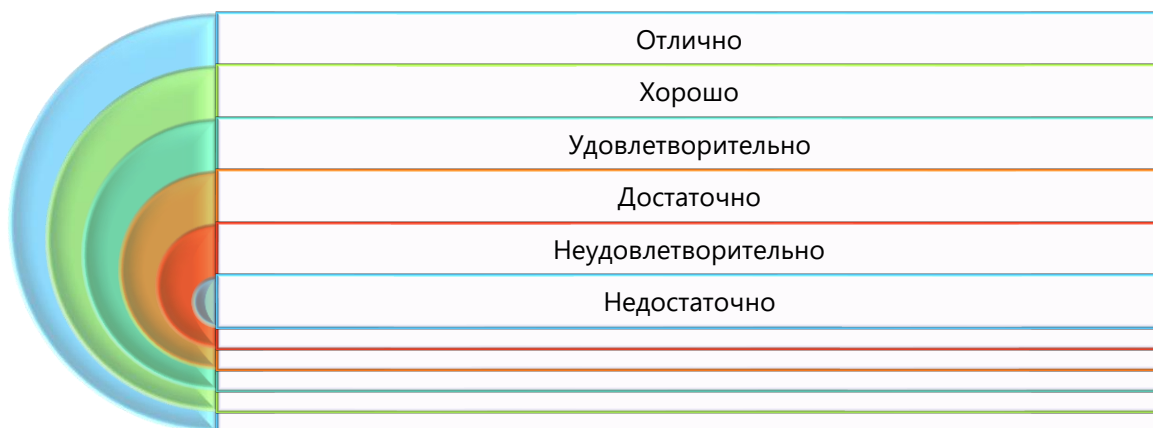 Отлично
Хорошо
Удовлетворительно
Достаточно
Неудовлетворительно
Недостаточно